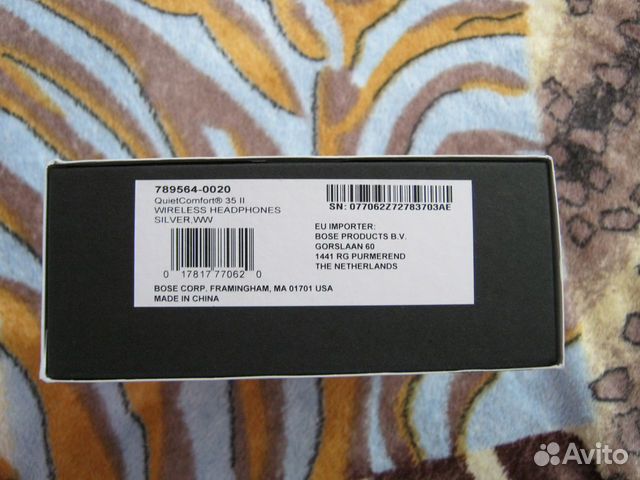 789564-0020
QuietComfort® 35 II
WIRELESS HEADPHONES
SILVER,WW
0 17817 77062 0
BOSE CORP. FRAMINGHAM, MA 01701 USA
MADE IN CHINA
SN: 077062Z72783703AE
EU IMPORTER:
BOSE PRODUCTS B.V.
GORSLAAN 60
1441 RG PURMEREND
THE NETHERLANDS
Avito